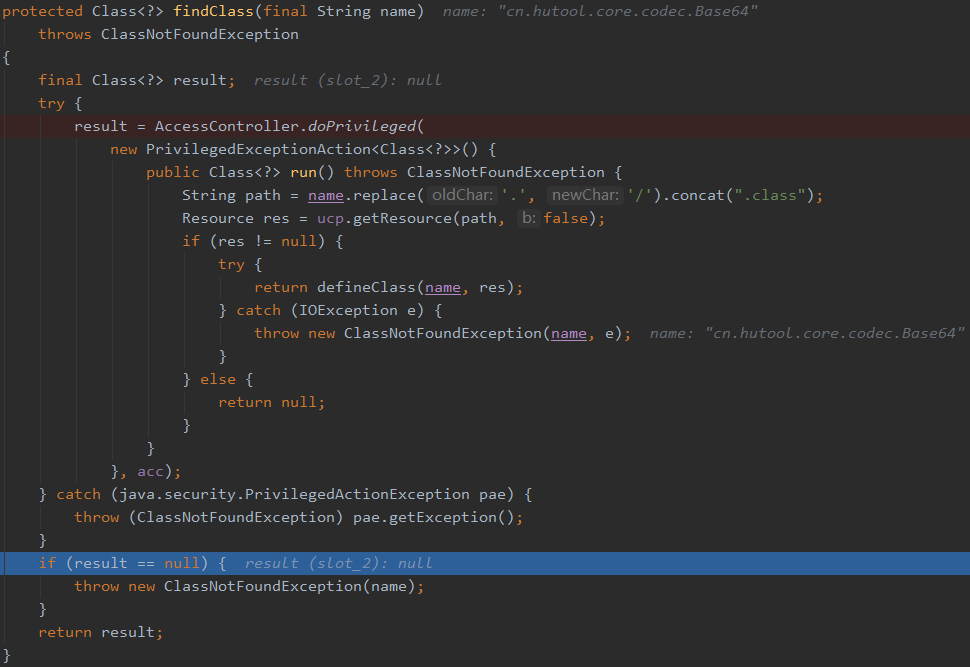 protected Class<?> findClass(final String name)  name: "cn.hutool.core.codec.Base64"
    throws ClassNotFoundException
{
    final Class<?> result;  result (slot_2): null
    try {
        result = AccessController.doPrivileged(
            new PrivilegedExceptionAction<Class<?>>() {
                public Class<?> run() throws ClassNotFoundException {
                    String path = name.replace( oldChar: '.', newChar: '/').concat(".class");
                    Resource res = ucp.getResource(path, b: false);
                    if (res != null) {
                        try {
                            return defineClass(name, res);
                        } catch (IOException e) {
                            throw new ClassNotFoundException(name, e);  name: "cn.hutool.core.codec.Base64"
                        }
                    } else {
                        return null;
                    }
                }
            }, acc);
    } catch (java.security.PrivilegedActionException pae) {
        throw (ClassNotFoundException) pae.getException();
    }
    if (result == null) {  result (slot_2): null
        throw new ClassNotFoundException(name);
    }
    return result;
}